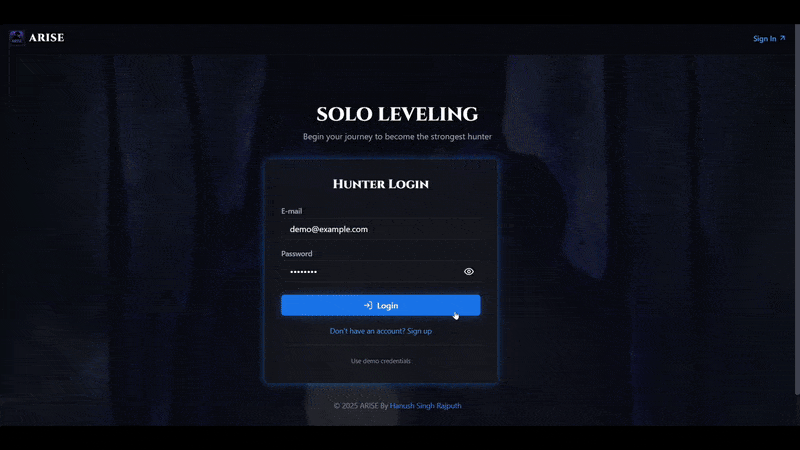 ARISE
Sign In
SOLO LEVELING
Begin your journey to become the strongest hunter
HUNTER LOGIN
E-mail
demo@example.com
Password
••••••••
Login
Don't have an account? Sign up
Use demo credentials
© 2025 ARISE By Hanush Singh Rajputh